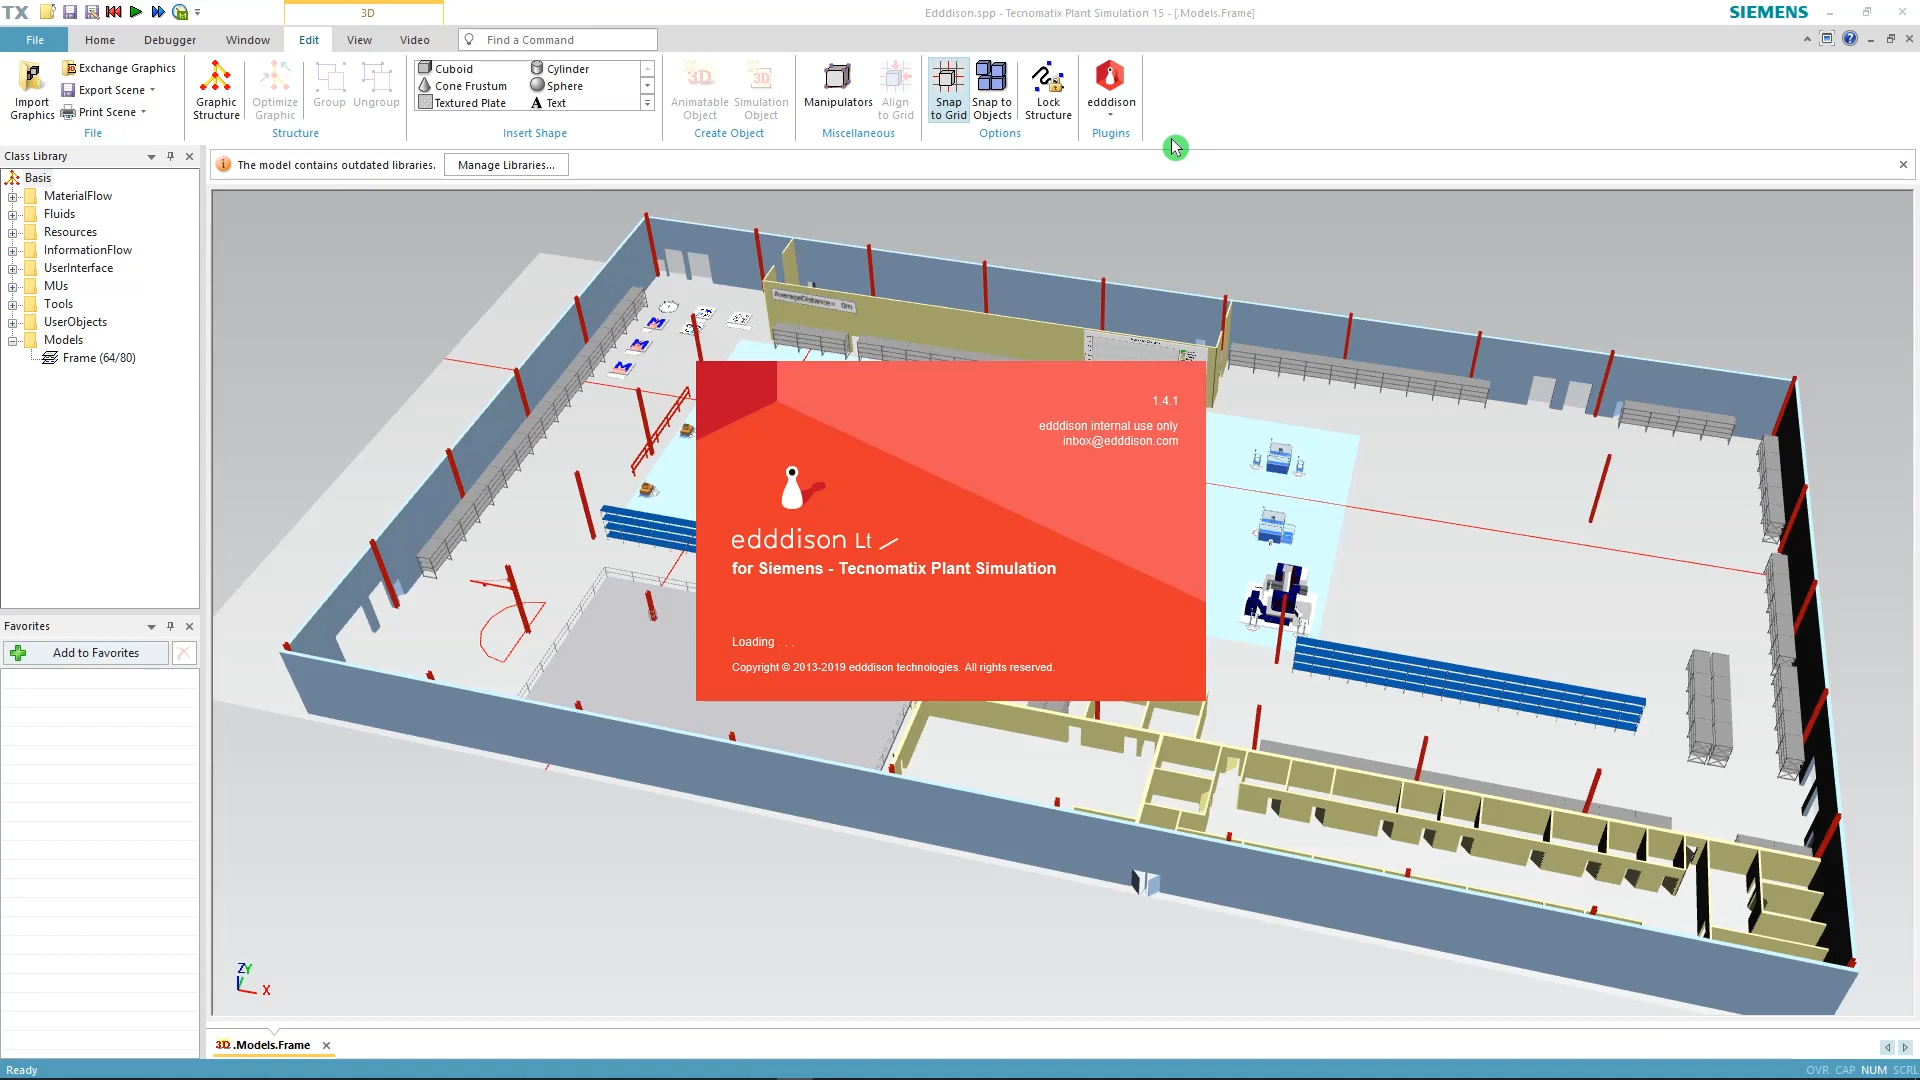 TX
3D
Edddison.spp - Tecnomatix Plant Simulation 15 - [.Models.Frame]
SIEMENS
File
Home
Debugger
Window
Edit
View
Video
Find a Command
Import Graphics
Exchange Graphics
Export Scene
Print Scene
File
Graphic Structure
Optimize Graphic
Group
Ungroup
Structure
Cuboid
Cylinder
Cone Frustum
Sphere
Textured Plate
A Text
Insert Shape
3D
Animatable Object
3D
Simulation Object
Create Object
Manipulators
Align to Grid
Miscellaneous
Snap to Grid
Snap to Objects
Lock Structure
Options
edddison
Plugins
Class Library
The model contains outdated libraries.
Manage Libraries...
Basis
MaterialFlow
Fluids
Resources
InformationFlow
UserInterface
MUs
Tools
UserObjects
Models
Frame (64/80)
AverageDistance= 0m
M
M
M
1.4.1
edddison internal use only
inbox@edddison.com
edddison Lt
for Siemens - Tecnomatix Plant Simulation
Loading . . .
Copyright © 2013-2019 edddison technologies. All rights reserved.
Favorites
Add to Favorites
ZY
X
3D .Models.Frame
Ready
OVR CAP NUM SCRL